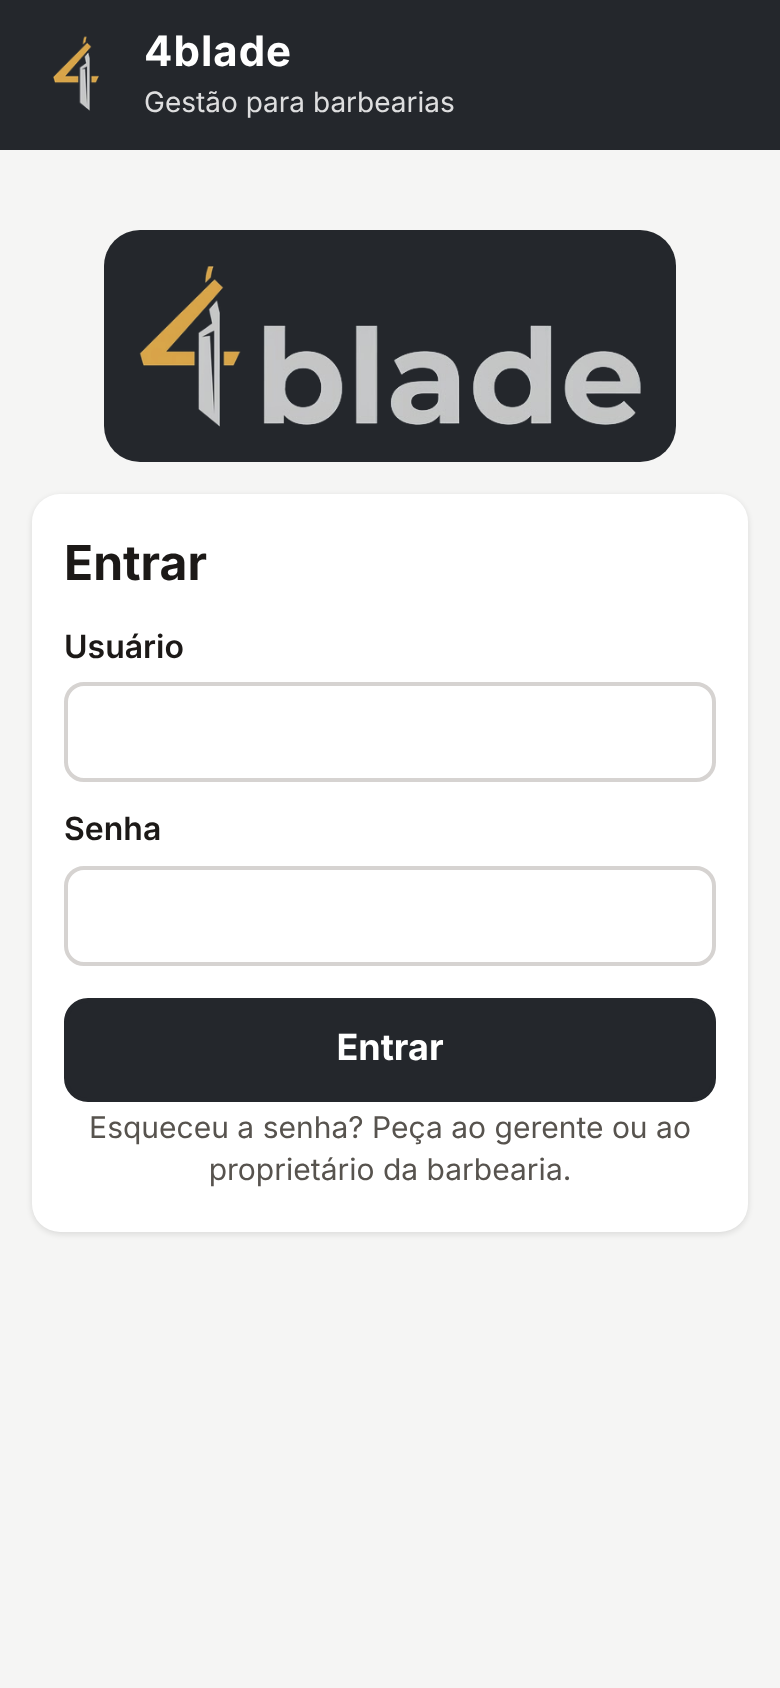 4blade
Gestão para barbearias
4blade
Entrar
Usuário
Senha
Entrar
Esqueceu a senha? Peça ao gerente ou ao
proprietário da barbearia.